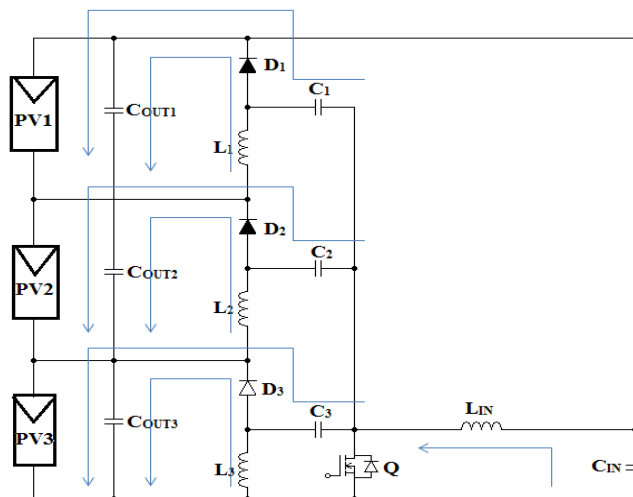 D1
C1
PV1
COUT1
L1
D2
C2
PV2
COUT2
L2
D3
C3
LIN
PV3
COUT3
L3
Q
CIN